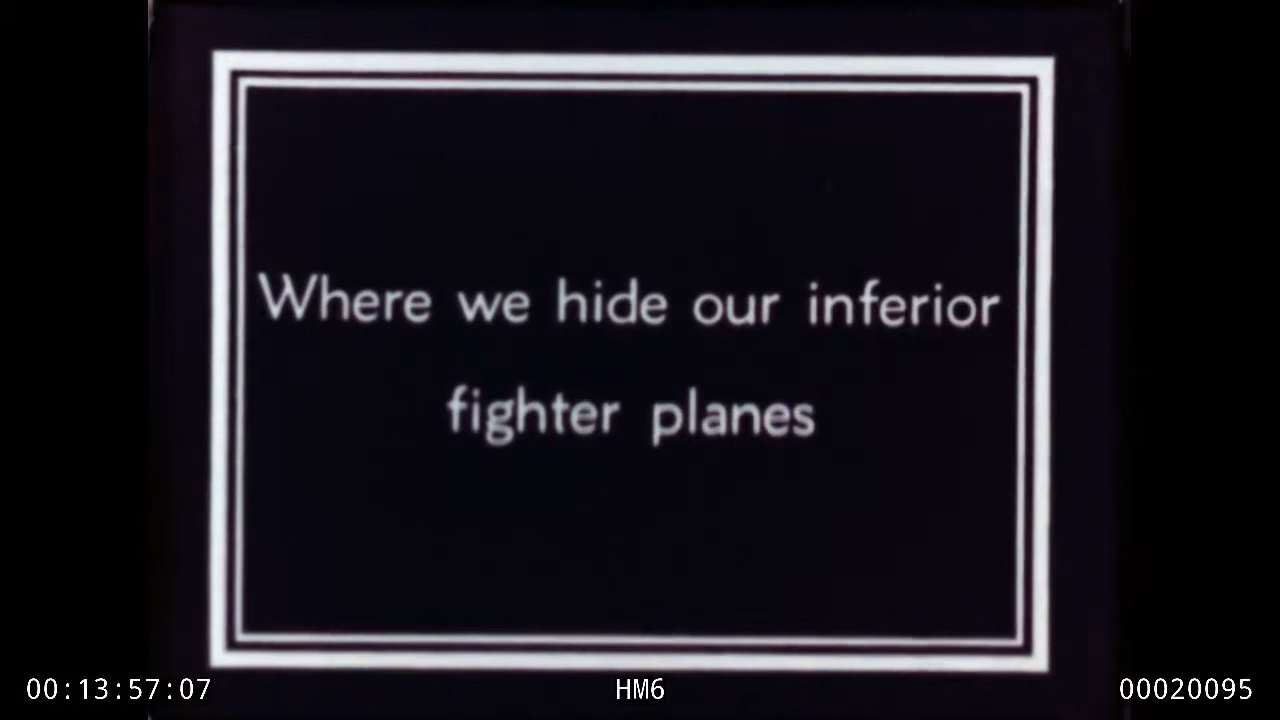 Where we hide our inferior
fighter planes
00:13:57:07
HM6
00020095